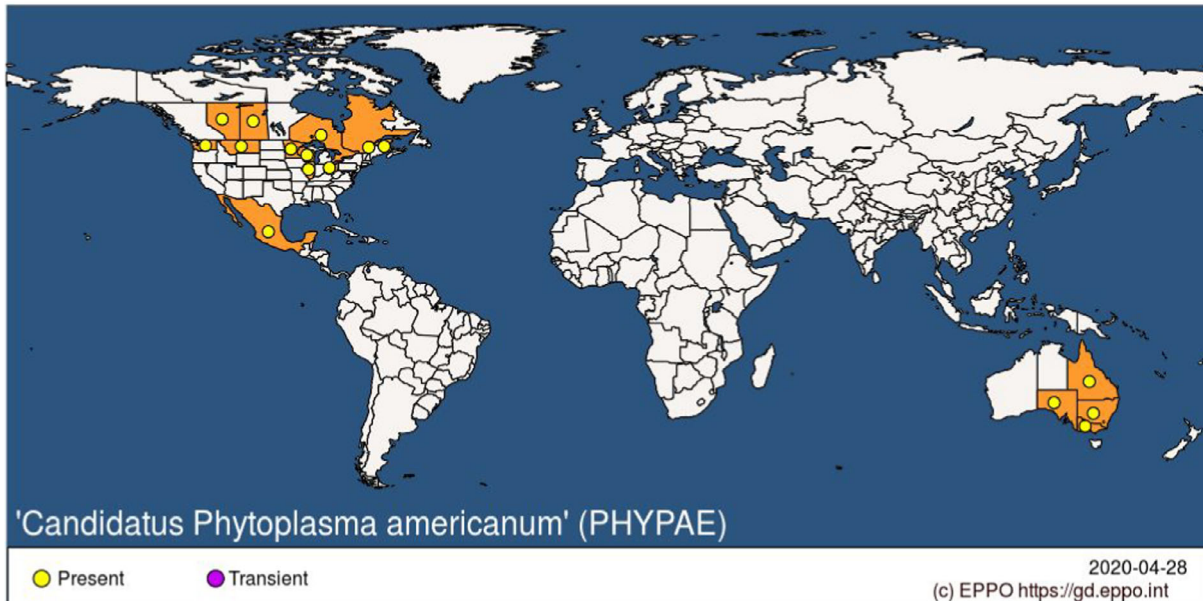 'Candidatus Phytoplasma americanum' (PHYPAE)
Present
Transient
2020-04-28
(c) EPPO https://gd.eppo.int